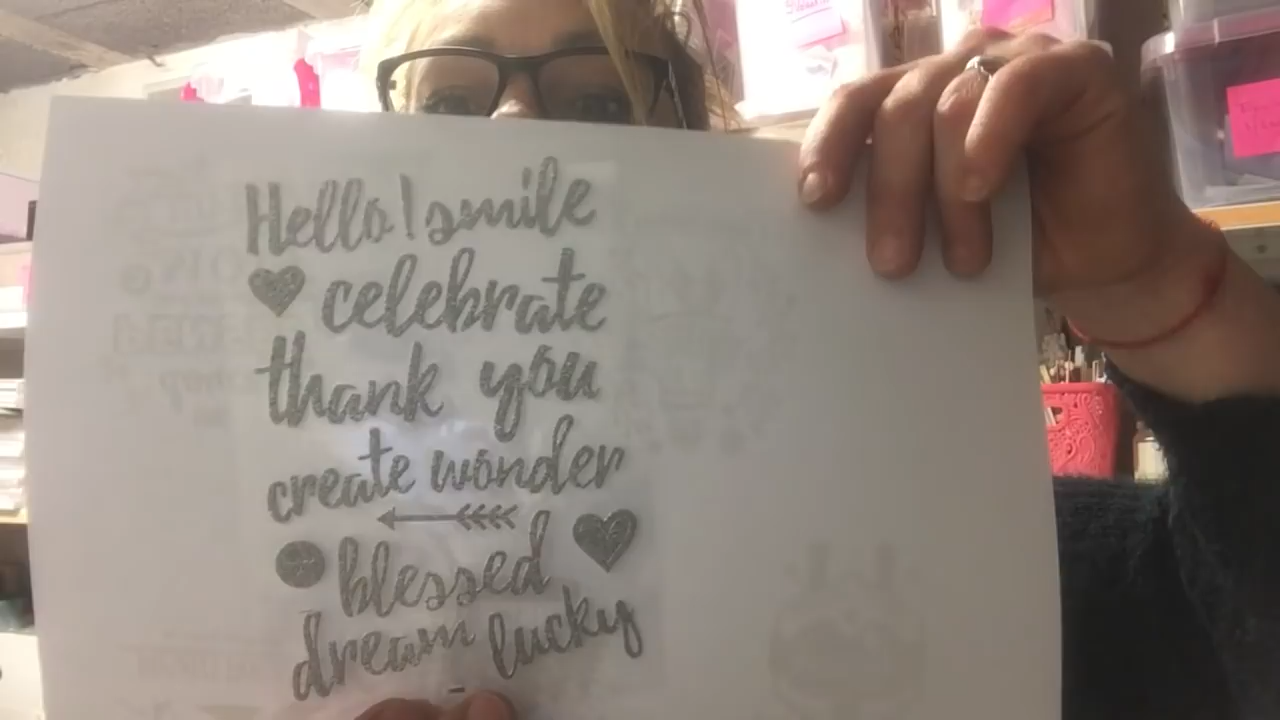 Hello! smile
celebrate
thank you
create wonder
blessed
dream lucky